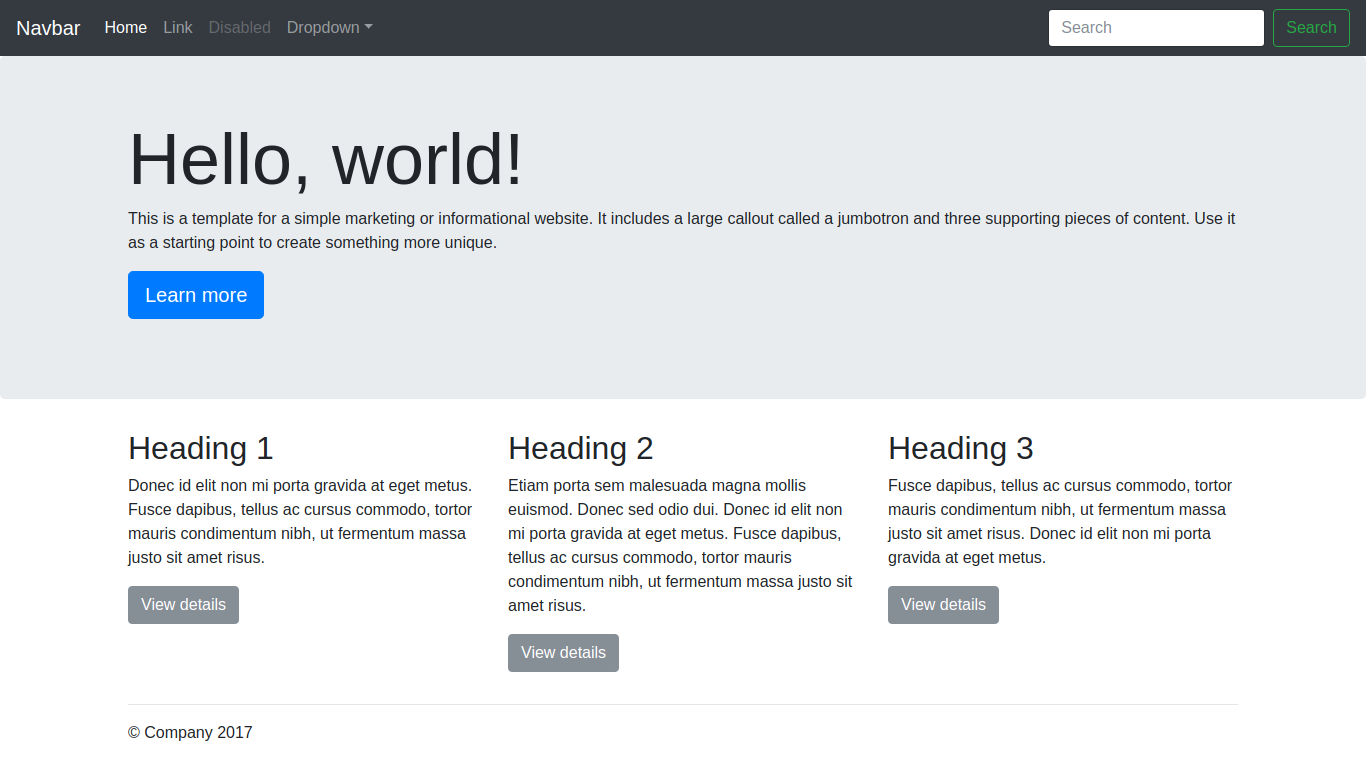 Navbar Home Link Disabled Dropdown Search Search
Hello, world!
This is a template for a simple marketing or informational website. It includes a large callout called a jumbotron and three supporting pieces of content. Use it
as a starting point to create something more unique.
Learn more
Heading 1
Donec id elit non mi porta gravida at eget metus.
Fusce dapibus, tellus ac cursus commodo, tortor
mauris condimentum nibh, ut fermentum massa
justo sit amet risus.
View details
Heading 2
Etiam porta sem malesuada magna mollis
euismod. Donec sed odio dui. Donec id elit non
mi porta gravida at eget metus. Fusce dapibus,
tellus ac cursus commodo, tortor mauris
condimentum nibh, ut fermentum massa justo sit
amet risus.
View details
Heading 3
Fusce dapibus, tellus ac cursus commodo, tortor
mauris condimentum nibh, ut fermentum massa
justo sit amet risus. Donec id elit non mi porta
gravida at eget metus.
View details
© Company 2017